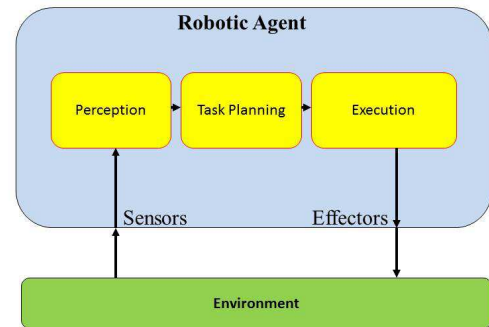 Robotic Agent
Perception
Task Planning
Execution
Sensors
Effectors
Environment